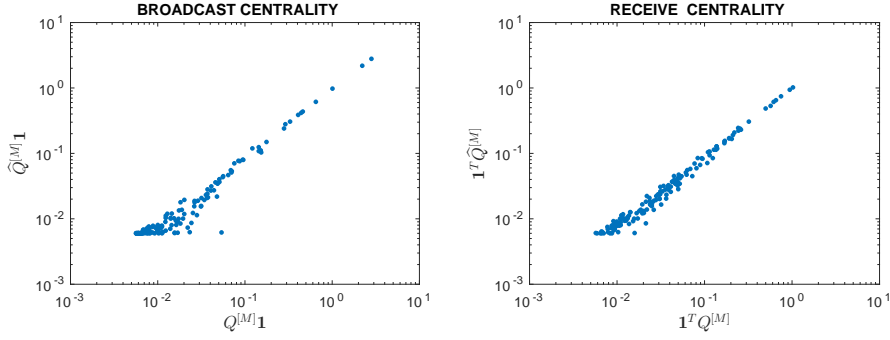 BROADCAST CENTRALITY
10^1
10^0
10^-1
10^-2
10^-3
Q̂^[M]1
10^-3 10^-2 10^-1 10^0 10^1
Q^[M]1
RECEIVE CENTRALITY
10^1
10^0
10^-1
10^-2
10^-3
1^T Q̂^[M]
10^-3 10^-2 10^-1 10^0 10^1
1^T Q^[M]